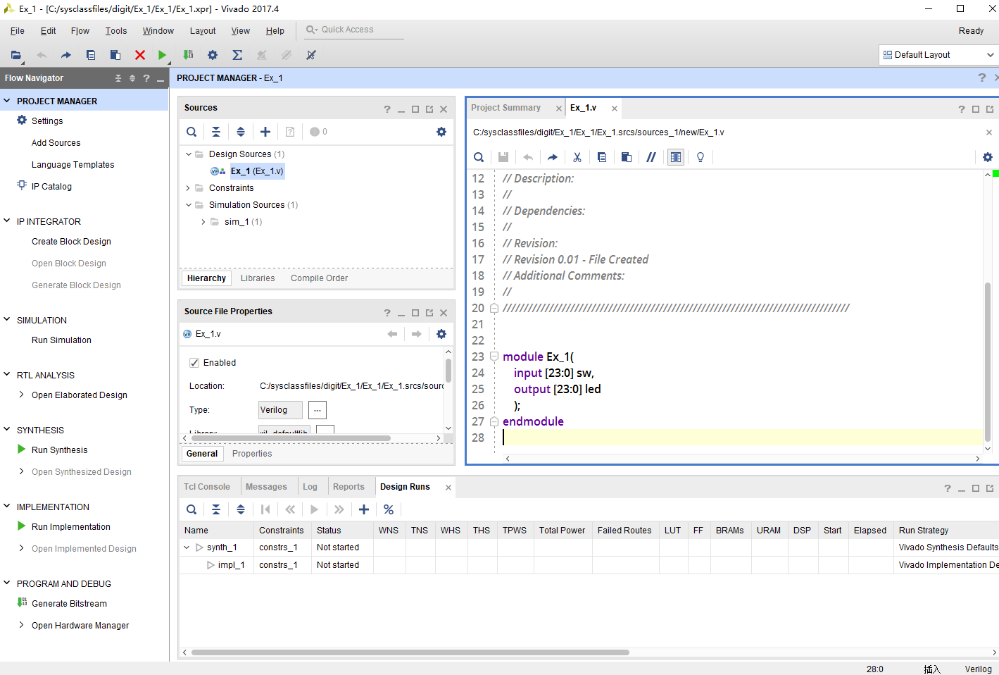 Ex_1 - [C:/sysclassfiles/digit/Ex_1/Ex_1/Ex_1.xpr] - Vivado 2017.4
File Edit Flow Tools Window Layout View Help Quick Access Ready
Default Layout
Flow Navigator
PROJECT MANAGER
Settings
Add Sources
Language Templates
IP Catalog
IP INTEGRATOR
Create Block Design
Open Block Design
Generate Block Design
SIMULATION
Run Simulation
RTL ANALYSIS
Open Elaborated Design
SYNTHESIS
Run Synthesis
Open Synthesized Design
IMPLEMENTATION
Run Implementation
Open Implemented Design
PROGRAM AND DEBUG
Generate Bitstream
Open Hardware Manager
PROJECT MANAGER - Ex_1
Sources
0
Design Sources (1)
Ex_1 (Ex_1.v)
Constraints
Simulation Sources (1)
sim_1 (1)
Hierarchy Libraries Compile Order
Source File Properties
Ex_1.v
Enabled
Location: C:/sysclassfiles/digit/Ex_1/Ex_1/Ex_1.srcs/sourc
Type: Verilog ...
Library: xil_defaultlib
General Properties
Project Summary Ex_1.v
C:/sysclassfiles/digit/Ex_1/Ex_1/Ex_1.srcs/sources_1/new/Ex_1.v
12 // Description:
13 //
14 // Dependencies:
15 //
16 // Revision:
17 // Revision 0.01 - File Created
18 // Additional Comments:
19 //
20 //////////////////////////////////////////////////////////////////////////////////
21
22
23 module Ex_1(
24 input [23:0] sw,
25 output [23:0] led
26 );
27 endmodule
28
Tcl Console Messages Log Reports Design Runs
Name Constraints Status WNS TNS WHS THS TPWS Total Power Failed Routes LUT FF BRAMs URAM DSP Start Elapsed Run Strategy
synth_1 constrs_1 Not started Vivado Synthesis Defaults
impl_1 constrs_1 Not started Vivado Implementation De
28:0 插入 Verilog